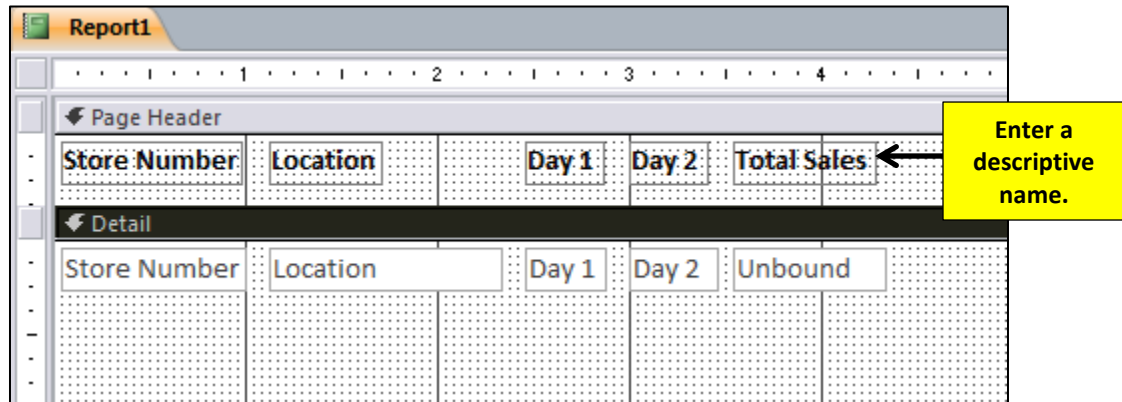 Report1
1 2 3 4
Page Header
Store Number Location Day 1 Day 2 Total Sales
Enter a
descriptive
name.
Detail
Store Number Location Day 1 Day 2 Unbound